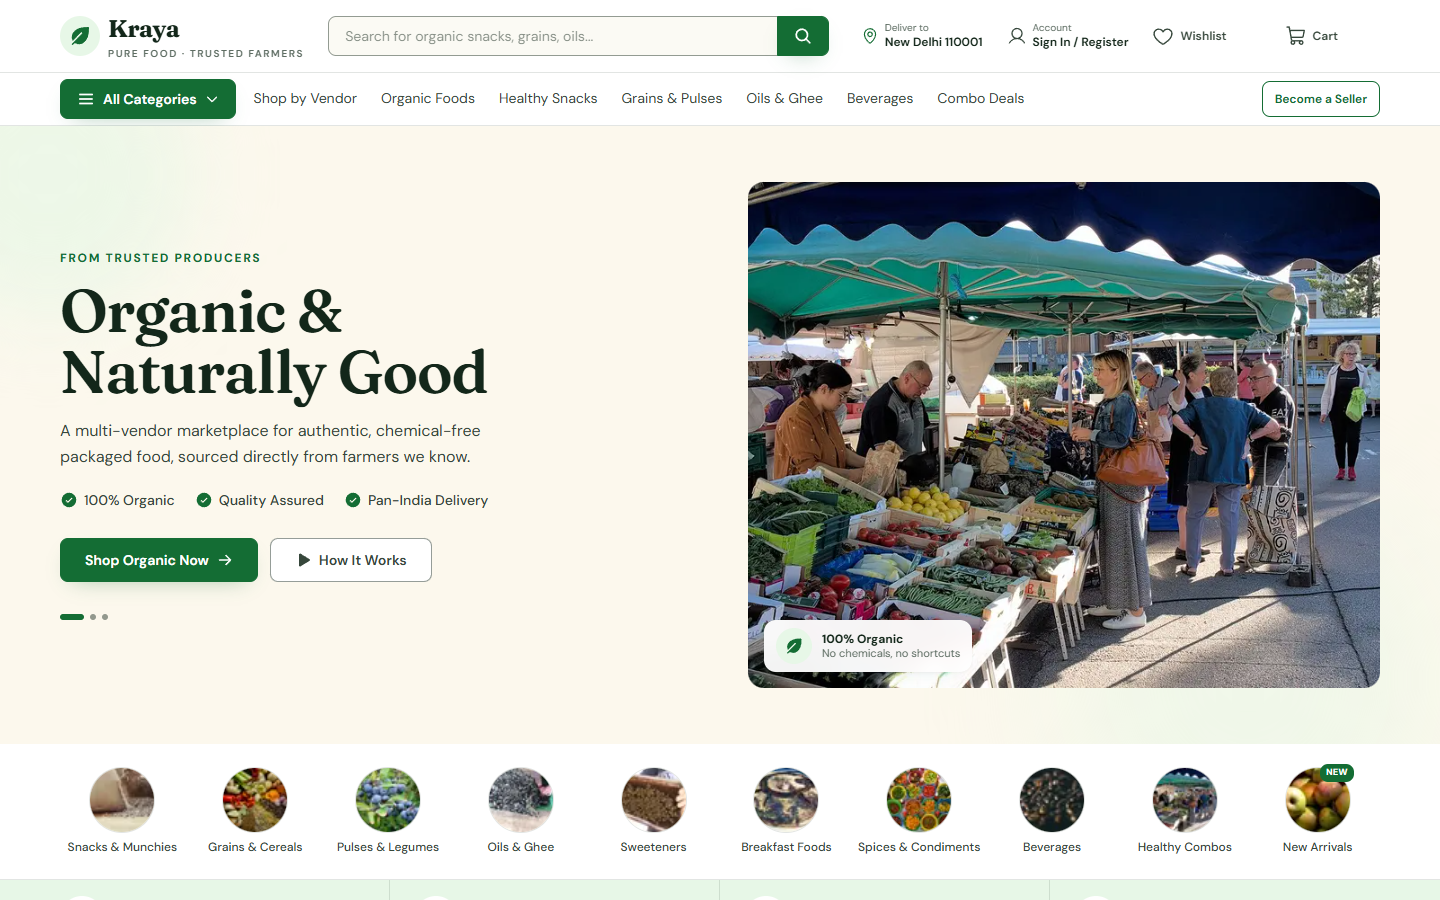 Kraya
PURE FOOD · TRUSTED FARMERS
Search for organic snacks, grains, oils...
Deliver to
New Delhi 110001
Account
Sign In / Register
Wishlist
Cart
All Categories
Shop by Vendor
Organic Foods
Healthy Snacks
Grains & Pulses
Oils & Ghee
Beverages
Combo Deals
Become a Seller
FROM TRUSTED PRODUCERS
Organic &
Naturally Good
A multi-vendor marketplace for authentic, chemical-free
packaged food, sourced directly from farmers we know.
100% Organic
Quality Assured
Pan-India Delivery
Shop Organic Now
How It Works
100% Organic
No chemicals, no shortcuts
NEW
Snacks & Munchies
Grains & Cereals
Pulses & Legumes
Oils & Ghee
Sweeteners
Breakfast Foods
Spices & Condiments
Beverages
Healthy Combos
New Arrivals